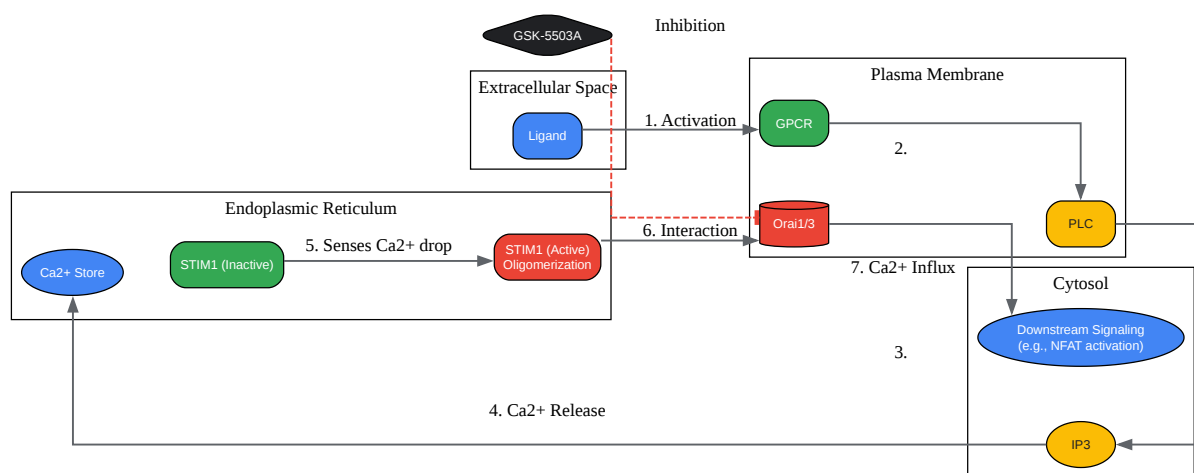 GSK-5503A
Inhibition
Extracellular Space
Ligand
1. Activation
Plasma Membrane
GPCR
2.
Orai1/3
PLC
Endoplasmic Reticulum
Ca2+ Store
STIM1 (Inactive)
5. Senses Ca2+ drop
STIM1 (Active)
Oligomerization
6. Interaction
7. Ca2+ Influx
Cytosol
Downstream Signaling
(e.g., NFAT activation)
3.
4. Ca2+ Release
IP3